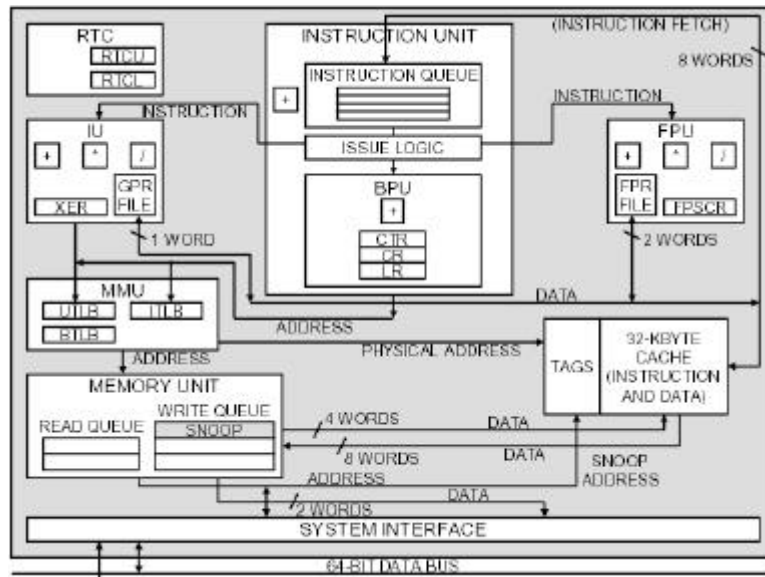 RTC
RTCU
RTCL
INSTRUCTION UNIT
INSTRUCTION QUEUE
+
(INSTRUCTION FETCH)
8 WORDS
INSTRUCTION
INSTRUCTION
ISSUE LOGIC
IU
+
*
/
GPR
FILE
XER
BPU
+
CTR
CR
LR
FPU
+
*
/
FPR
FILE
FPSCR
1 WORD
2 WORDS
MMU
UTLB
ITLB
BTLB
DATA
ADDRESS
ADDRESS
PHYSICAL ADDRESS
TAGS
32-KBYTE
CACHE
(INSTRUCTION
AND DATA)
MEMORY UNIT
WRITE QUEUE
READ QUEUE
SNOOP
4 WORDS
DATA
8 WORDS
DATA
SNOOP
ADDRESS
ADDRESS
DATA
2 WORDS
SYSTEM INTERFACE
64-BIT DATA BUS